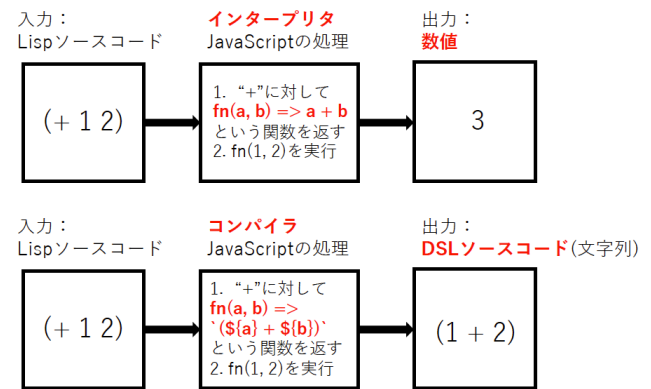 入力：
Lispソースコード
インタープリタ
JavaScriptの処理
出力：
数値
(+ 1 2)
1. “+”に対して
fn(a, b) => a + b
という関数を返す
2. fn(1, 2)を実行
3
入力：
Lispソースコード
コンパイラ
JavaScriptの処理
出力：
DSLソースコード(文字列)
(+ 1 2)
1. “+”に対して
fn(a, b) =>
`(${a} + ${b})`
という関数を返す
2. fn(1, 2)を実行
(1 + 2)